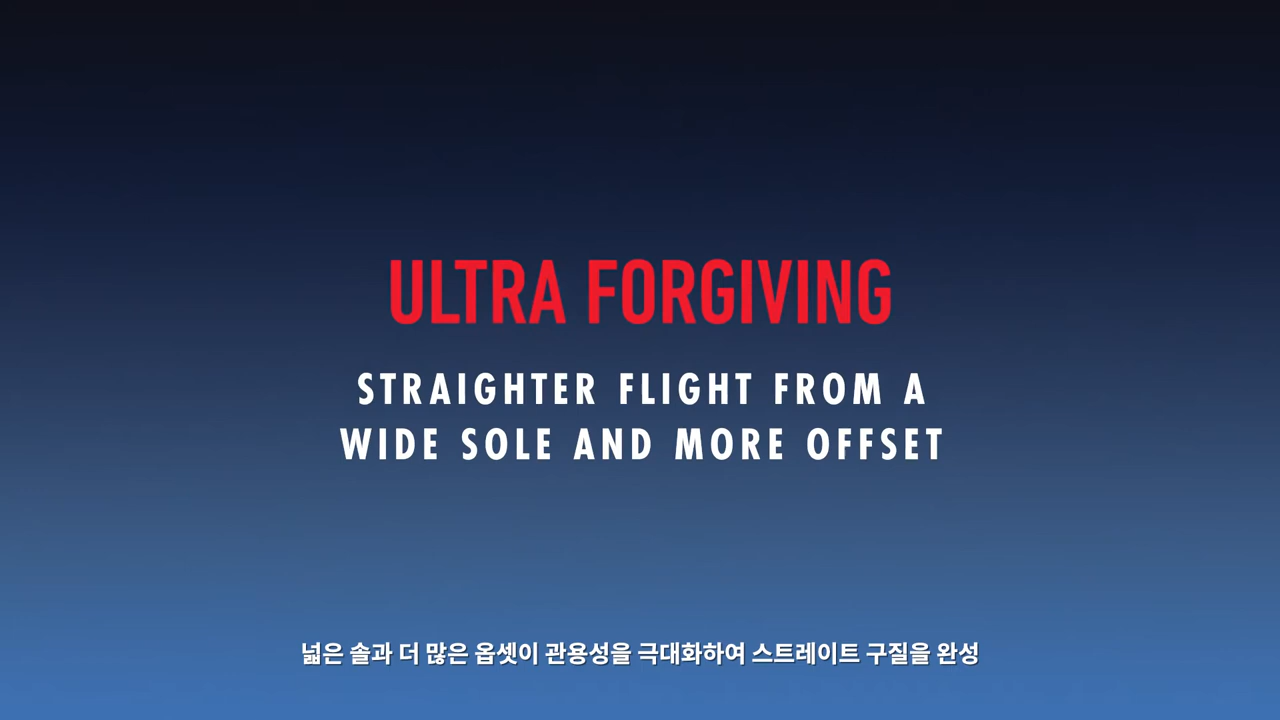 ULTRA FORGIVING
STRAIGHTER FLIGHT FROM A
WIDE SOLE AND MORE OFFSET
넓은 솔과 더 많은 옵셋이 관용성을 극대화하여 스트레이트 구질을 완성